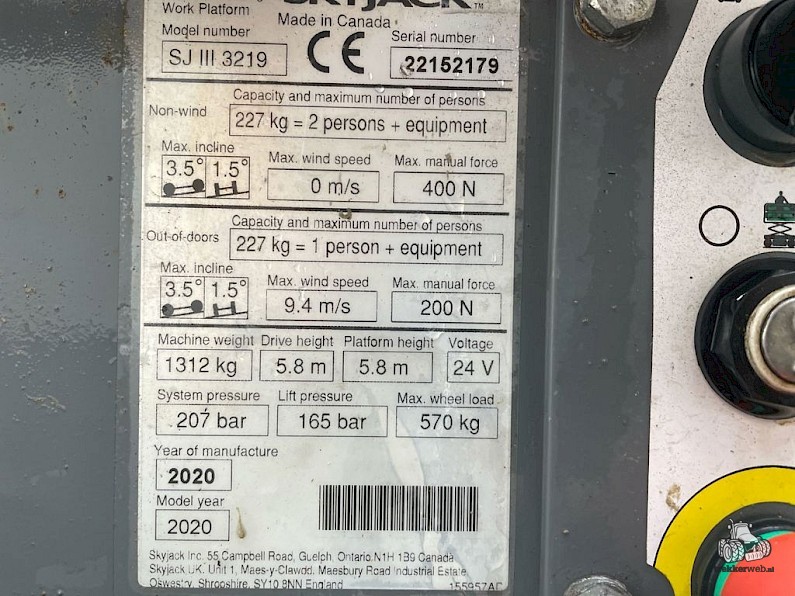 SKYJACK™
Work Platform
Made in Canada
Model number
Serial number
SJ III 3219
CE
22152179
Capacity and maximum number of persons
Non-wind
227 kg = 2 persons + equipment
Max. incline
Max. wind speed
Max. manual force
3.5° 1.5°
0 m/s
400 N
Capacity and maximum number of persons
Out-of-doors
227 kg = 1 person + equipment
Max. incline
Max. wind speed
Max. manual force
3.5° 1.5°
9.4 m/s
200 N
Machine weight Drive height Platform height Voltage
1312 kg
5.8 m
5.8 m
24 V
System pressure
Lift pressure
Max. wheel load
207 bar
165 bar
570 kg
Year of manufacture
2020
Model year
2020
Skyjack Inc. 55 Campbell Road, Guelph, Ontario N1H 1B9 Canada
Skyjack UK. Unit 1, Maes-y-Clawdd, Maesbury Road Industrial Estate,
Oswestry, Shropshire, SY10 8NN England
155957AC
trekkerweb.nl